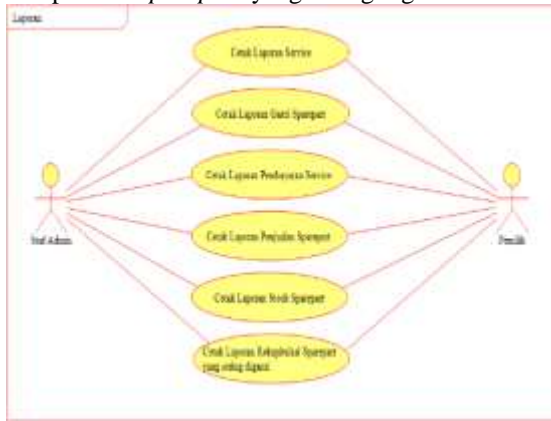 Laporan
Cetak Laporan Service
Cetak Laporan Ganti Sparepart
Cetak Laporan Pembayaran Service
Cetak Laporan Penjualan Sparepart
Staf Admin
Pemilik
Cetak Laporan Stock Sparepart
Cetak Laporan Rekapitulasi Sparepart
yang sering diganti